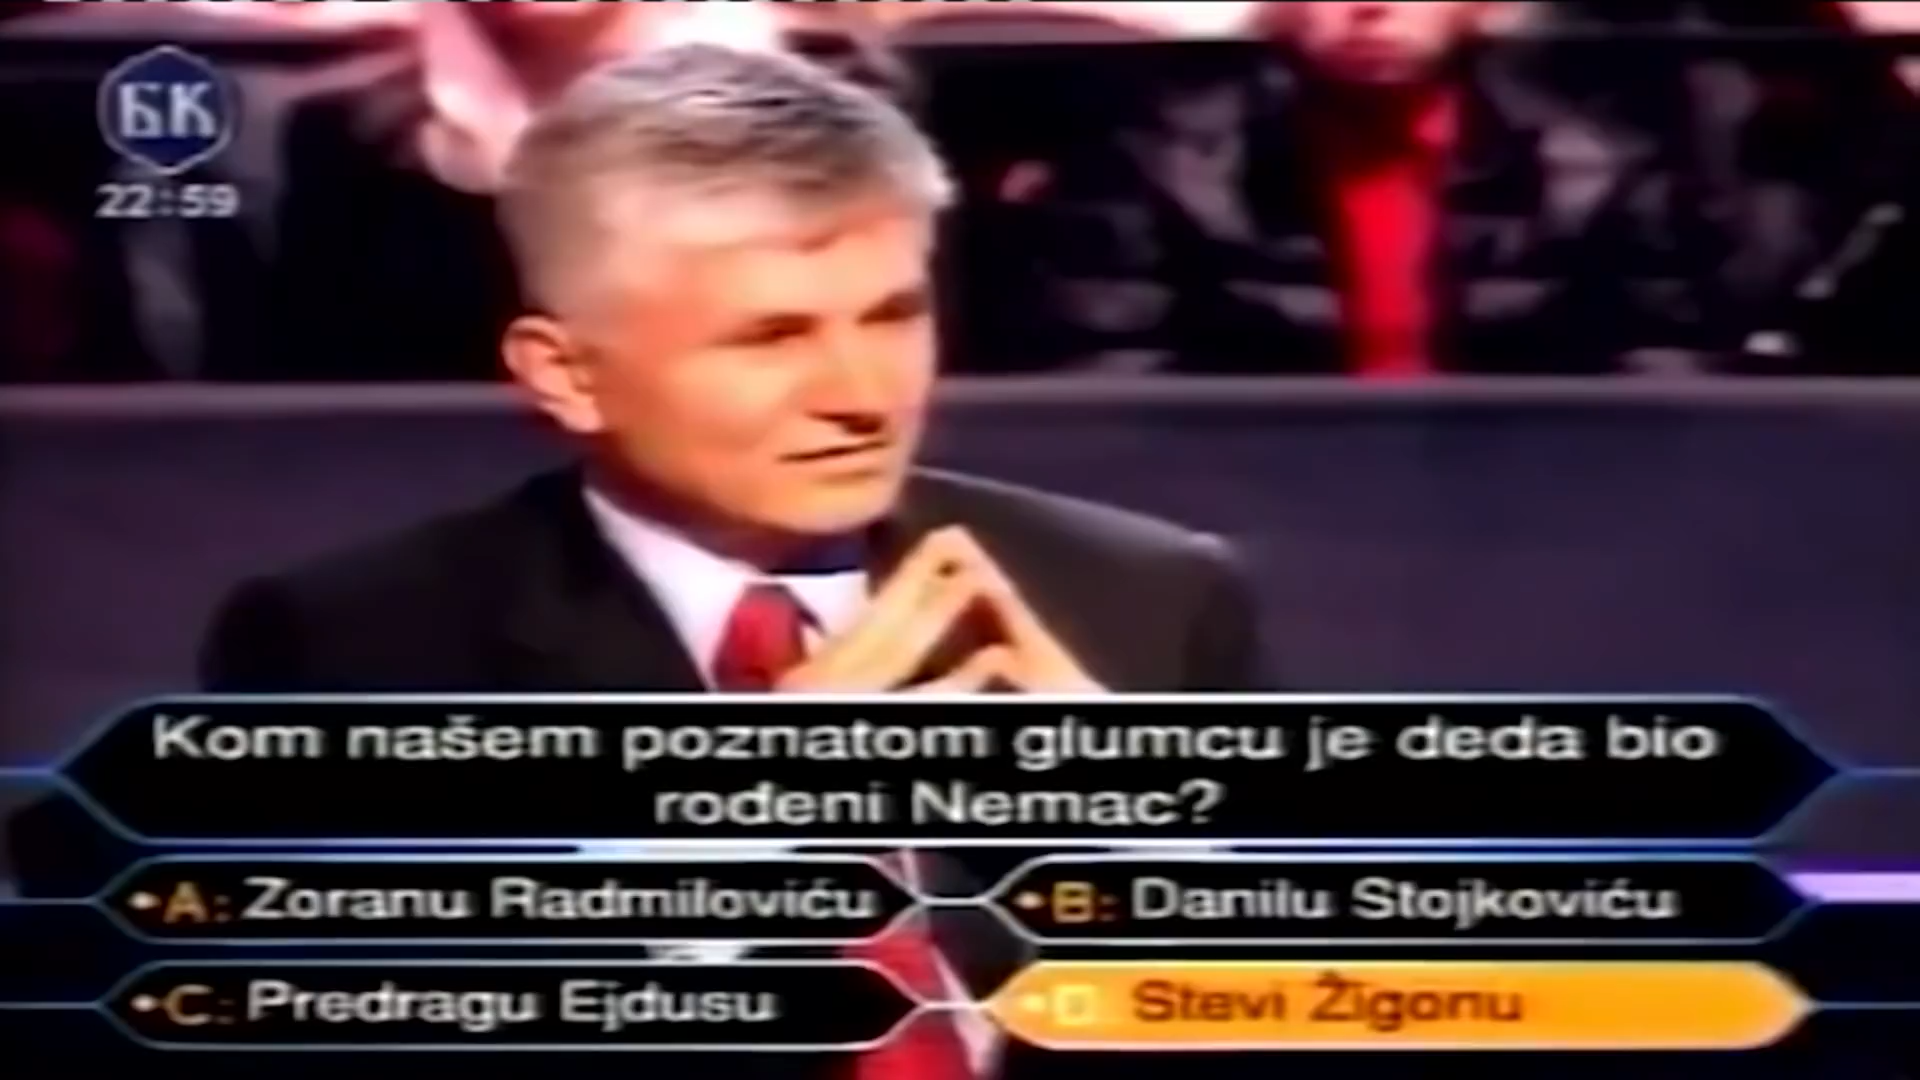 БК
22:59
Kom našem poznatom glumcu je deda bio
rođeni Nemac?
A: Zoranu Radmiloviću
B: Danilu Stojkoviću
C: Predragu Ejdusu
D: Stevi Žigonu